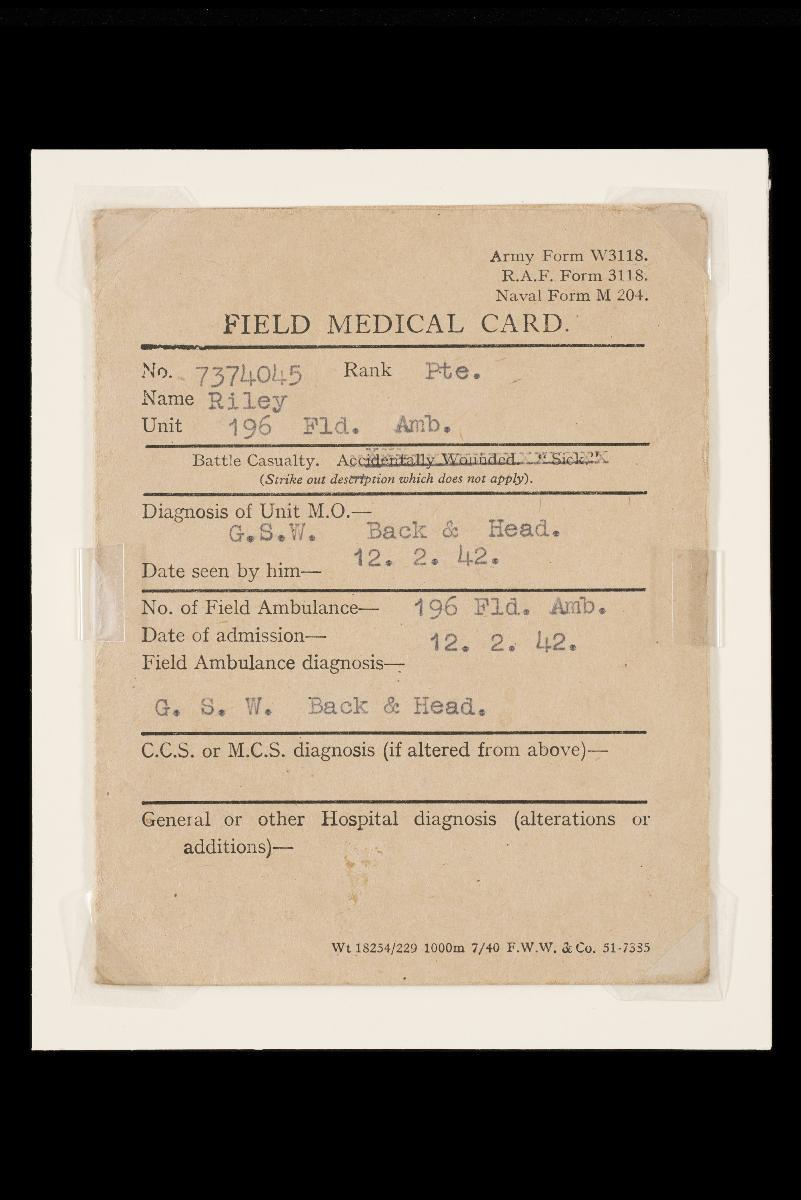 Army Form W3118.
R.A.F. Form 3118.
Naval Form M 204.
FIELD MEDICAL CARD.
No. 7374045 Rank Pte.
Name Riley
Unit 196 Fld. Amb.
Battle Casualty. Accidentally Wounded. "Sick."
(Strike out description which does not apply).
Diagnosis of Unit M.O.—
G.S.W. Back & Head.
12. 2. 42.
Date seen by him—
No. of Field Ambulance— 196 Fld. Amb.
Date of admission— 12. 2. 42.
Field Ambulance diagnosis—
G. S. W. Back & Head.
C.C.S. or M.C.S. diagnosis (if altered from above)—
General or other Hospital diagnosis (alterations or
additions)—
Wt 18254/229 1000m 7/40 F.W.W. & Co. 51-7335